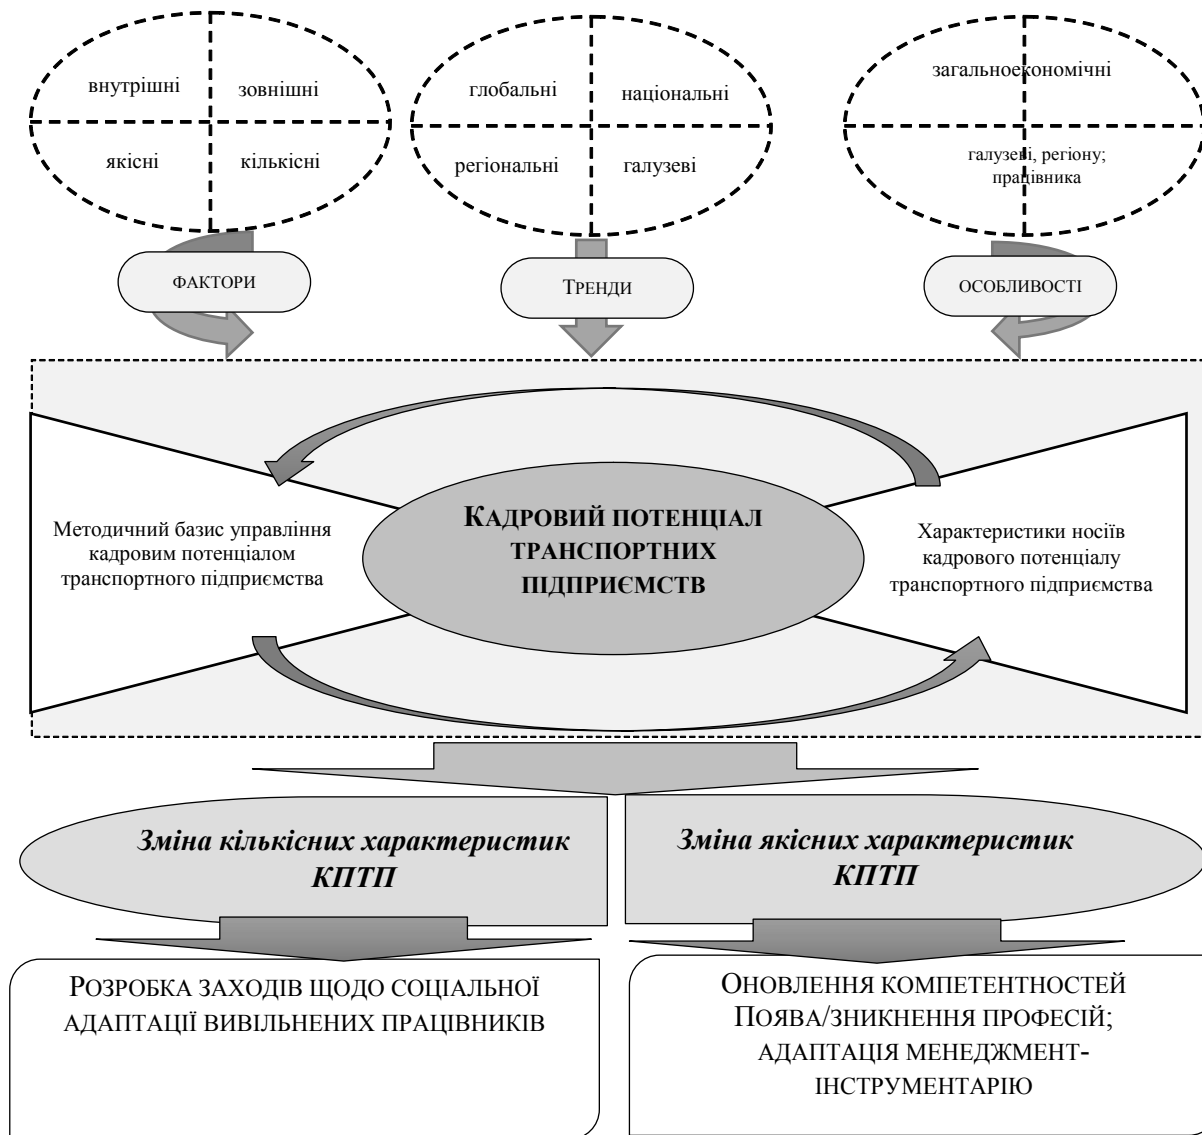 внутрішні
зовнішні
якісні
кількісні
глобальні
національні
регіональні
галузеві
загальноекономічні
галузеві, регіону;
працівника
ФАКТОРИ
ТРЕНДИ
ОСОБЛИВОСТІ
Методичний базис управління
кадровим потенціалом
транспортного підприємства
КАДРОВИЙ ПОТЕНЦІАЛ
ТРАНСПОРТНИХ
ПІДПРИЄМСТВ
Характеристики носіїв
кадрового потенціалу
транспортного підприємства
Зміна кількісних характеристик
КПТП
Зміна якісних характеристик
КПТП
РОЗРОБКА ЗАХОДІВ ЩОДО СОЦІАЛЬНОЇ
АДАПТАЦІЇ ВИВІЛЬНЕНИХ ПРАЦІВНИКІВ
ОНОВЛЕННЯ КОМПЕТЕНТНОСТЕЙ
ПОЯВА/ЗНИКНЕННЯ ПРОФЕСІЙ;
АДАПТАЦІЯ МЕНЕДЖМЕНТ-
ІНСТРУМЕНТАРІЮ